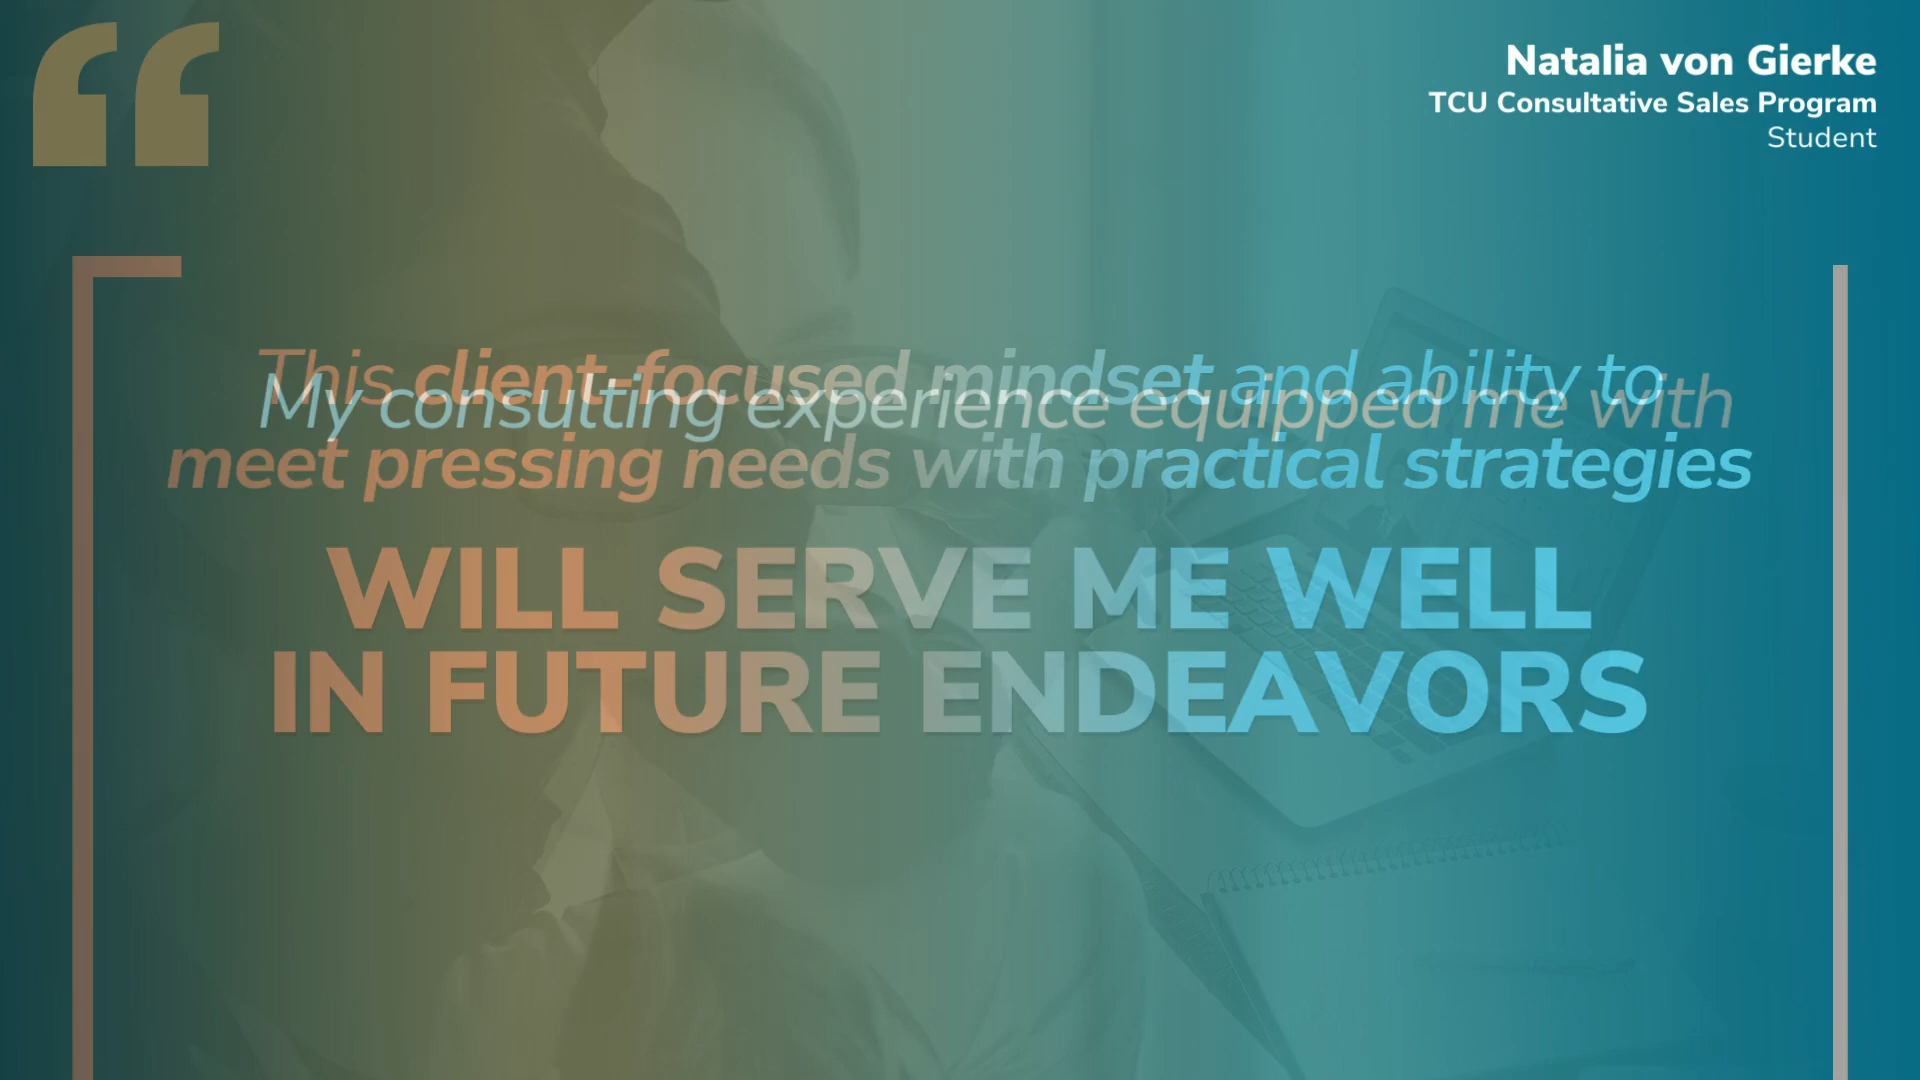 Natalia von Gierke
TCU Consultative Sales Program
Student
This client-focused mindset and ability to
My consulting experience equipped me with
meet pressing needs with practical strategies
WILL SERVE ME WELL
IN FUTURE ENDEAVORS